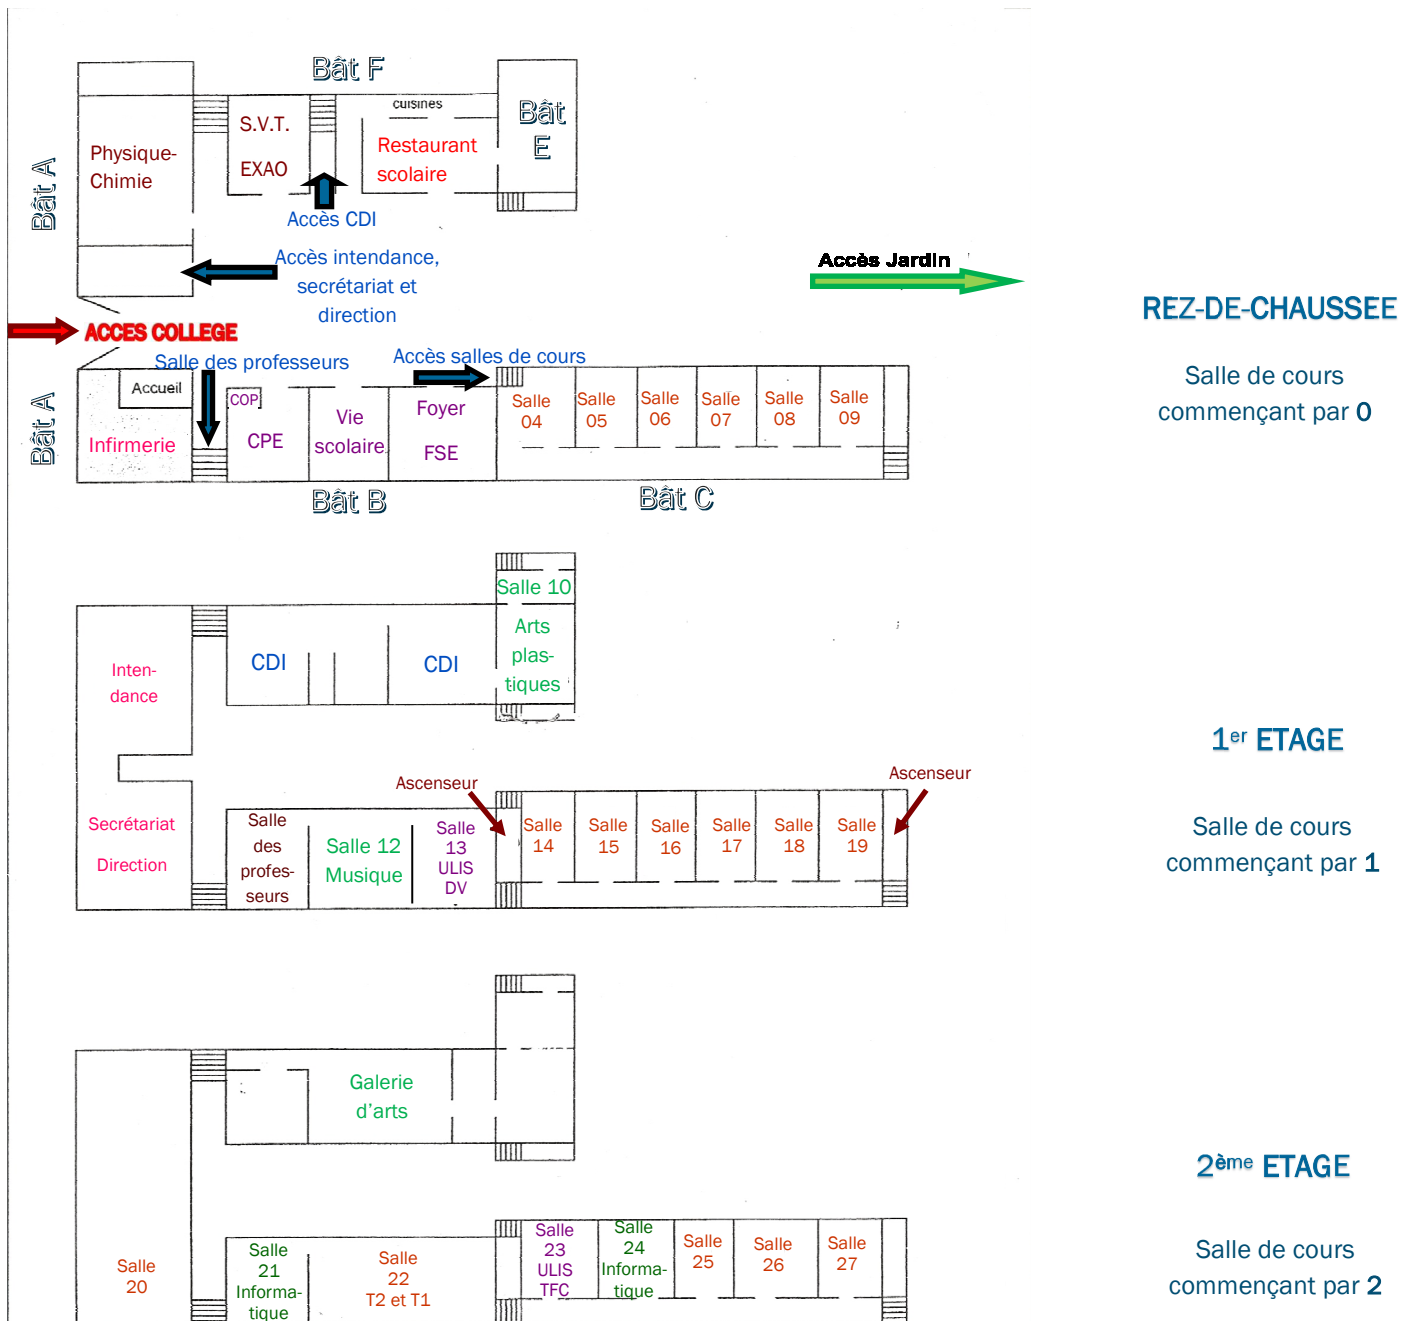 Bât F
cuisines
Bât
E
S.V.T.
EXAO
Restaurant
scolaire
Physique-
Chimie
Bât A
Accès CDI
Accès intendance,
secrétariat et
direction
Accès Jardin
REZ-DE-CHAUSSEE
Salle de cours
commençant par 0
ACCES COLLEGE
Salle des professeurs
Accès salles de cours
Accueil
Infirmerie
Bât A
COP
CPE
Vie
scolaire
Foyer
FSE
Salle
04
Salle
05
Salle
06
Salle
07
Salle
08
Salle
09
Bât B
Bât C
Salle 10
Arts
plas-
tiques
CDI
CDI
Inten-
dance
1er ETAGE
Salle de cours
commençant par 1
Ascenseur
Ascenseur
Secrétariat
Direction
Salle
des
profes-
seurs
Salle 12
Musique
Salle
13
ULIS
DV
Salle
14
Salle
15
Salle
16
Salle
17
Salle
18
Salle
19
Galerie
d'arts
2ème ETAGE
Salle de cours
commençant par 2
Salle
20
Salle
21
Informa-
tique
Salle
22
T2 et T1
Salle
23
ULIS
TFC
Salle
24
Informa-
tique
Salle
25
Salle
26
Salle
27